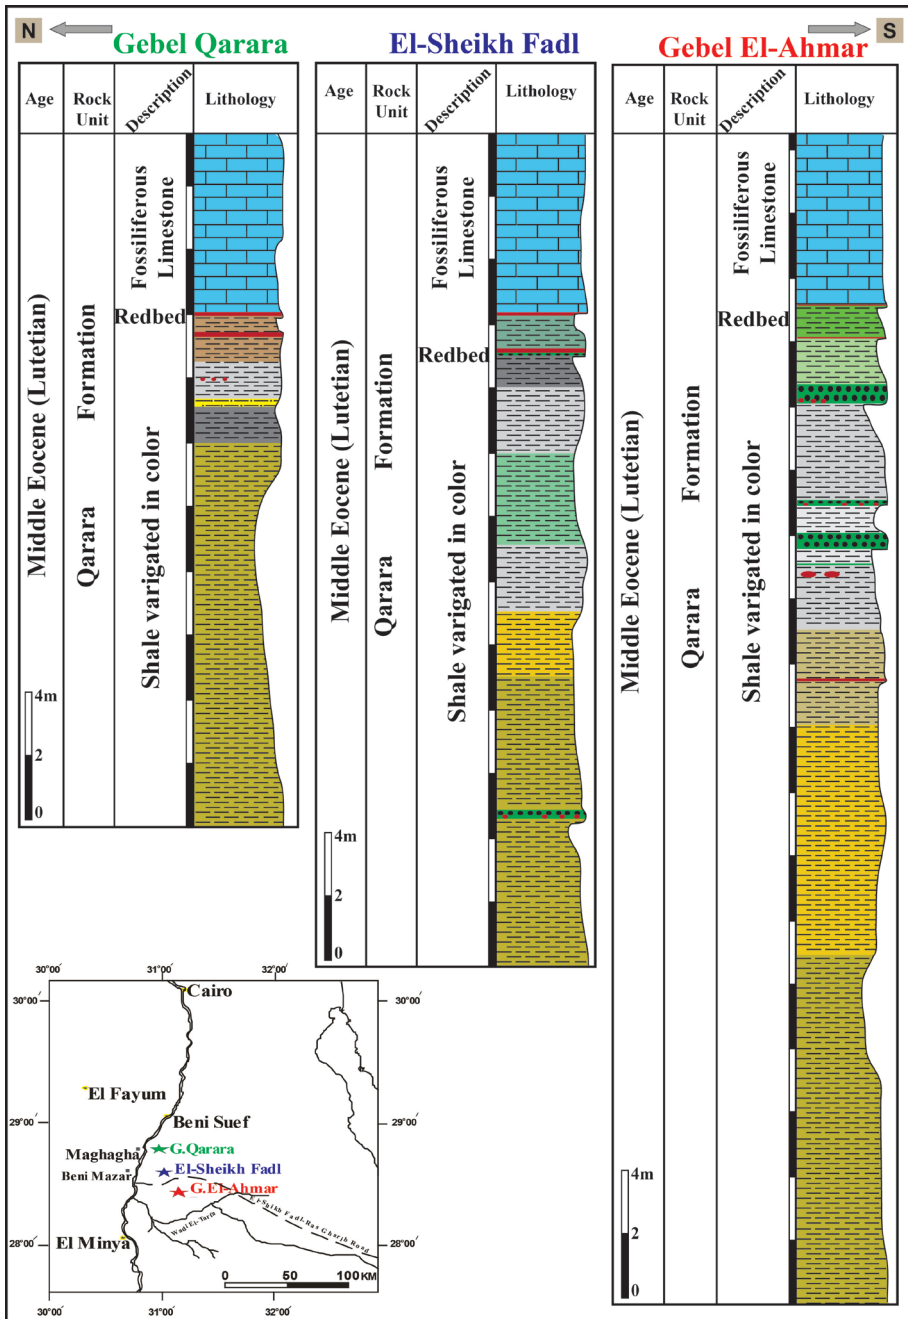 N
S
Gebel Qarara
El-Sheikh Fadl
Gebel El-Ahmar
Age
Rock
Unit
Description
Lithology
Middle Eocene (Lutetian)
Qarara Formation
Fossiliferous
Limestone
Redbed
Shale varigated in color
4m
2
0
Age
Rock
Unit
Description
Lithology
Middle Eocene (Lutetian)
Qarara Formation
Fossiliferous
Limestone
Redbed
Shale varigated in color
4m
2
0
Age
Rock
Unit
Description
Lithology
Middle Eocene (Lutetian)
Qarara Formation
Fossiliferous
Limestone
Redbed
Shale varigated in color
4m
2
0
30°00′ 31°00′ 32°00′
30°00′ 30°00′
Cairo
El Fayum
29°00′ 29°00′
Beni Suef
Maghagha
G.Qarara
Beni Mazar
El-Sheikh Fadl
G.El-Ahmar
El-Shikh Fadl-Ras Gharib Road
Wadi El-Tarfa
El Minya
28°00′ 28°00′
0 50 100 KM
30°00′ 31°00′ 32°00′